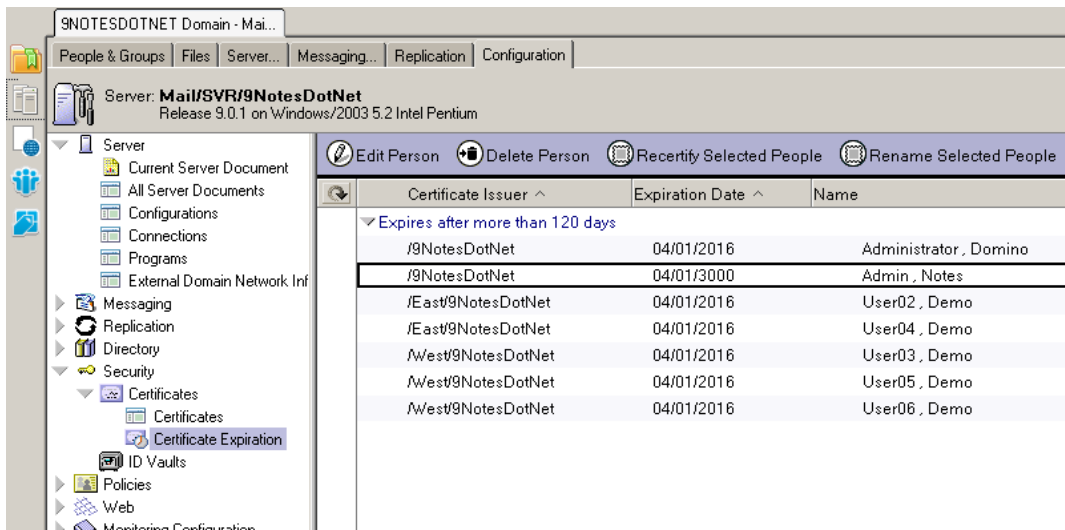 9NOTESDOTNET Domain - Mai...
People & Groups Files Server... Messaging... Replication Configuration
Server: Mail/SVR/9NotesDotNet
Release 9.0.1 on Windows/2003 5.2 Intel Pentium
Server
Current Server Document
All Server Documents
Configurations
Connections
Programs
External Domain Network Inf
Messaging
Replication
Directory
Security
Certificates
Certificates
Certificate Expiration
ID Vaults
Policies
Web
Monitoring Configuration
Edit Person Delete Person Recertify Selected People Rename Selected People
Certificate Issuer Expiration Date Name
Expires after more than 120 days
/9NotesDotNet 04/01/2016 Administrator , Domino
/9NotesDotNet 04/01/3000 Admin , Notes
/East/9NotesDotNet 04/01/2016 User02 , Demo
/East/9NotesDotNet 04/01/2016 User04 , Demo
/West/9NotesDotNet 04/01/2016 User03 , Demo
/West/9NotesDotNet 04/01/2016 User05 , Demo
/West/9NotesDotNet 04/01/2016 User06 , Demo